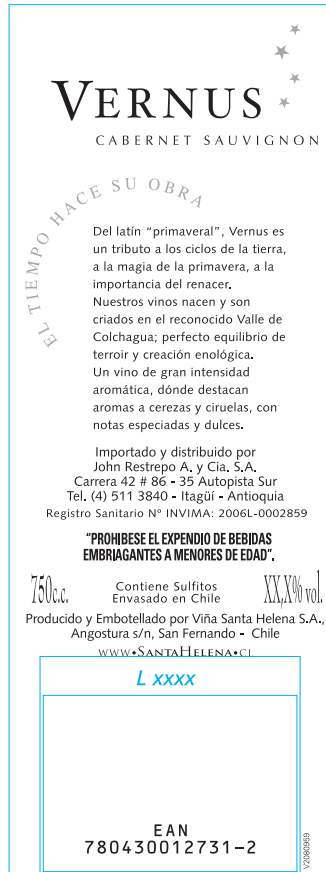 VERNUS
CABERNET SAUVIGNON
EL TIEMPO HACE SU OBRA
Del latín “primaveral”, Vernus es
un tributo a los ciclos de la tierra,
a la magia de la primavera, a la
importancia del renacer.
Nuestros vinos nacen y son
criados en el reconocido Valle de
Colchagua; perfecto equilibrio de
terroir y creación enológica.
Un vino de gran intensidad
aromática, dónde destacan
aromas a cerezas y ciruelas, con
notas especiadas y dulces.
Importado y distribuido por
John Restrepo A. y Cia. S.A.
Carrera 42 # 86 - 35 Autopista Sur
Tel. (4) 511 3840 - Itagüí - Antioquia
Registro Sanitario Nº INVIMA: 2006L-0002859
“PROHIBESE EL EXPENDIO DE BEBIDAS
EMBRIAGANTES A MENORES DE EDAD”.
750c.c. Contiene Sulfitos XX,X% vol.
Envasado en Chile
Producido y Embotellado por Viña Santa Helena S.A.,
Angostura s/n, San Fernando - Chile
WWW•SANTAHELENA•CL
L xxxx
EAN
780430012731-2
V2080959